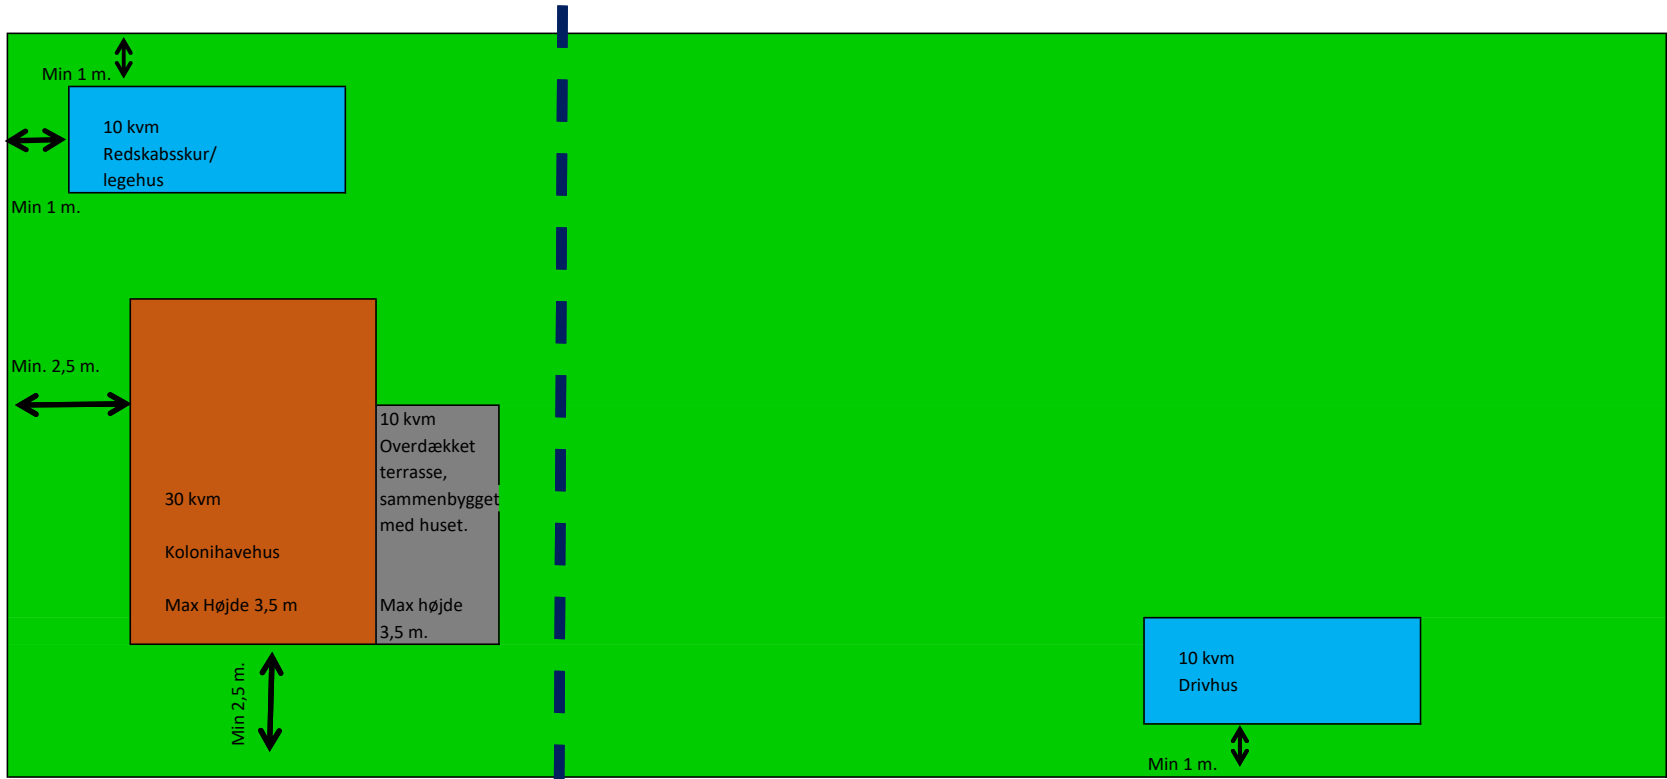 Min 1 m.
10 kvm
Redskabsskur/
legehus
Min 1 m.
Min. 2,5 m.
30 kvm
Kolonihavehus
Max Højde 3,5 m
10 kvm
Overdækket
terrasse,
sammenbygget
med huset.
Max højde
3,5 m.
Min 2,5 m.
10 kvm
Drivhus
Min 1 m.